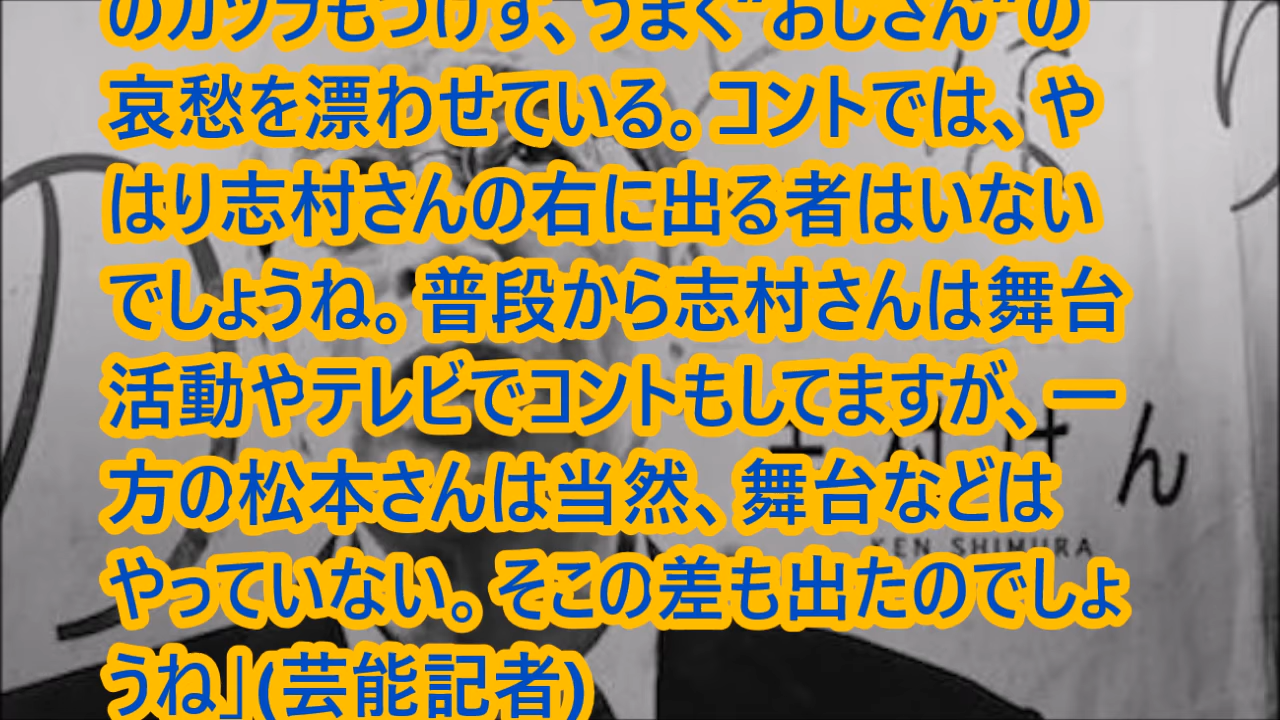 のカツラもつけず、うまく“おじさん”の
哀愁を漂わせている。コントでは、や
はり志村さんの右に出る者はいない
でしょうね。普段から志村さんは舞台
活動やテレビでコントもしてますが、一
方の松本さんは当然、舞台などは
やっていない。そこの差も出たのでしょ
うね」(芸能記者)
けん
KEN SHIMURA